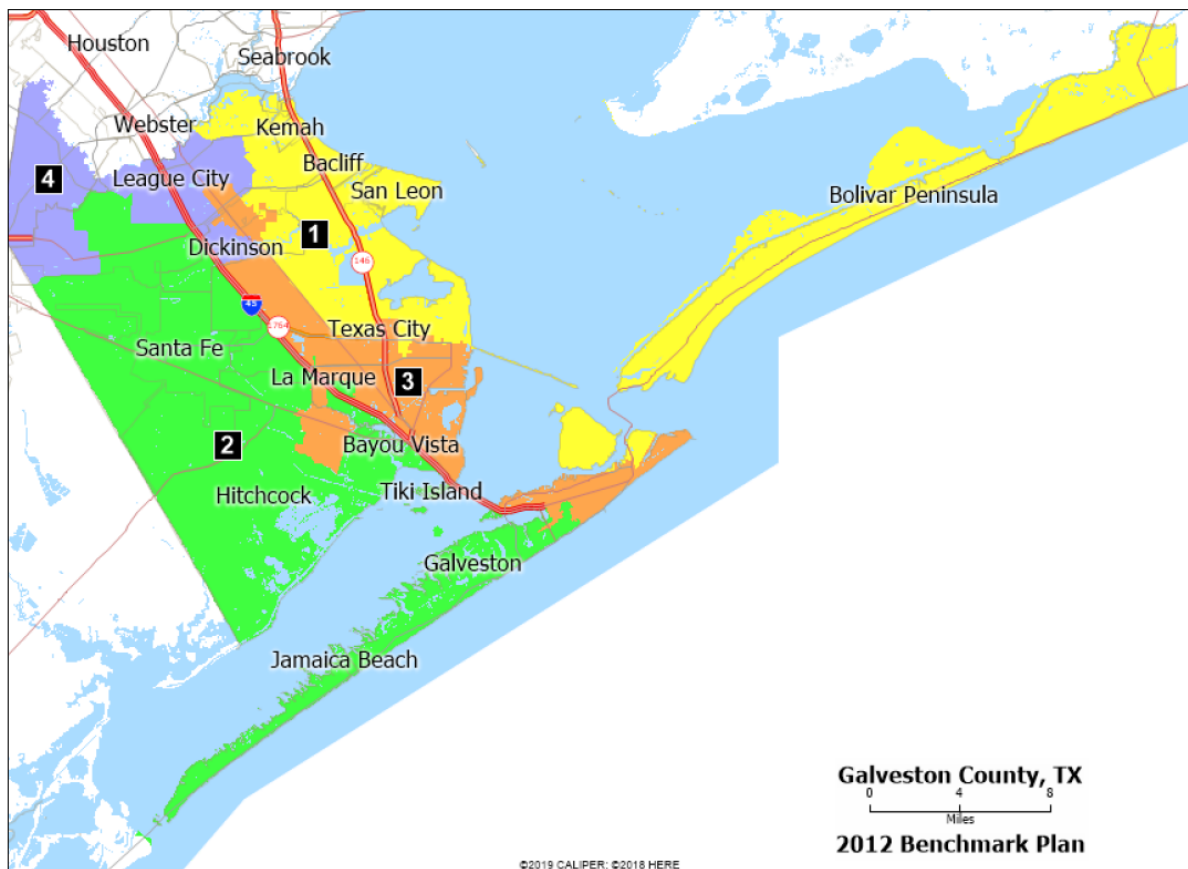 Houston
Seabrook
Webster
Kemah
Bacliff
4
League City
San Leon
Bolivar Peninsula
1
Dickinson
146
45
1764
Texas City
Santa Fe
La Marque
3
2
Bayou Vista
Hitchcock
Tiki Island
Galveston
Jamaica Beach
Galveston County, TX
0 4 8
Miles
2012 Benchmark Plan
©2019 CALIPER; ©2018 HERE